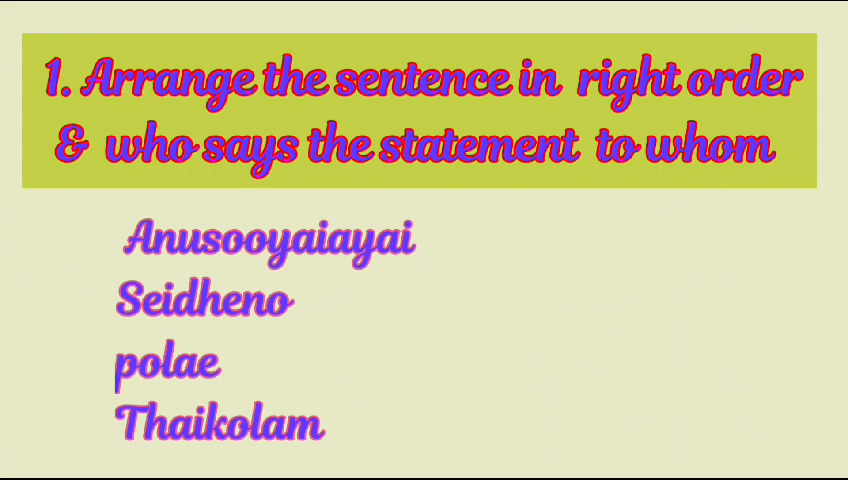 1. Arrange the sentence in right order
& who says the statement to whom
Anusooyaiayai
Seidheno
polae
Thaikolam